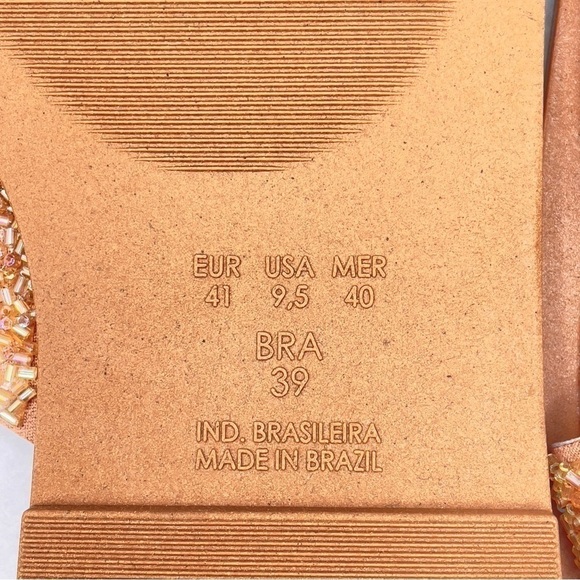 EUR USA MER
41 9,5 40
BRA
39
IND. BRASILEIRA
MADE IN BRAZIL